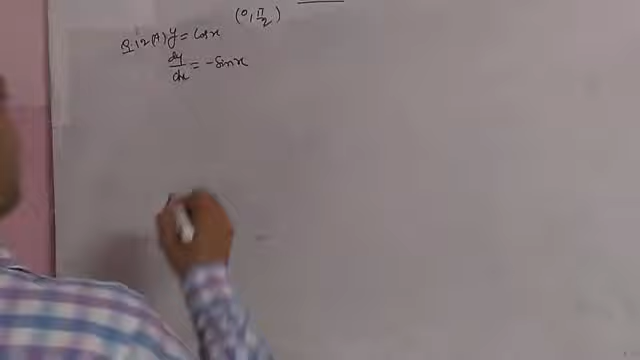 (0, π/2)
Q.12(A) y = cos x
dy/dx = -sin x